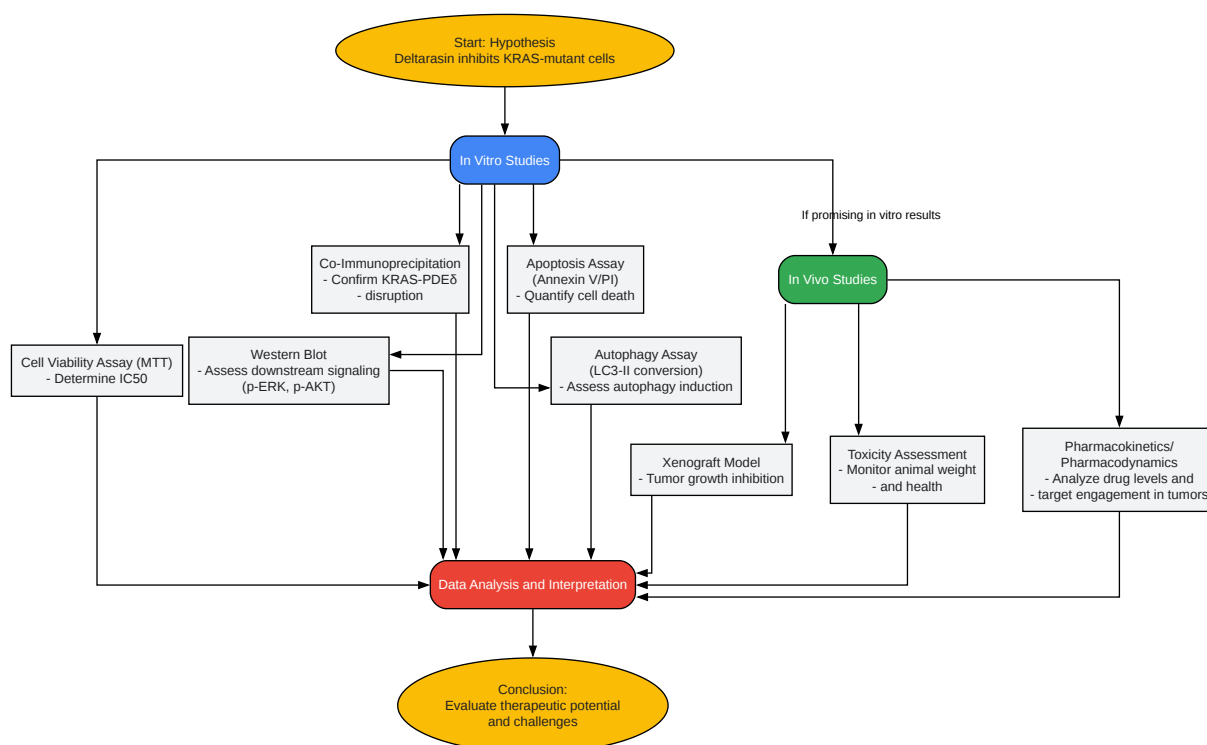 Start: Hypothesis
Deltarasin inhibits KRAS-mutant cells
In Vitro Studies
If promising in vitro results
Co-Immunoprecipitation
- Confirm KRAS-PDEδ
- disruption
Apoptosis Assay
(Annexin V/PI)
- Quantify cell death
In Vivo Studies
Cell Viability Assay (MTT)
- Determine IC50
Western Blot
- Assess downstream signaling
(p-ERK, p-AKT)
Autophagy Assay
(LC3-II conversion)
- Assess autophagy induction
Xenograft Model
- Tumor growth inhibition
Toxicity Assessment
- Monitor animal weight
- and health
Pharmacokinetics/
Pharmacodynamics
- Analyze drug levels and
- target engagement in tumors
Data Analysis and Interpretation
Conclusion:
Evaluate therapeutic potential
and challenges